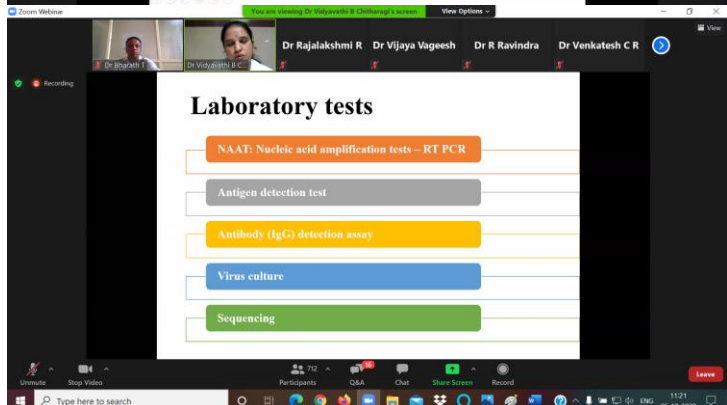 Zoom Webinar
You are viewing Dr Vidyavathi B Chitharagi's screen
View Options
View
Dr Bharath T
Dr Vidyavathi B C...
Dr Rajalakshmi R
Dr Vijaya Vageesh
Dr R Ravindra
Dr Venkatesh C R
Recording
Laboratory tests
NAAT: Nucleic acid amplification tests – RT PCR
Antigen detection test
Antibody (IgG) detection assay
Virus culture
Sequencing
Unmute
Stop Video
712
Participants
16
Q&A
Chat
Share Screen
Record
Leave
Type here to search
ENG
11:21